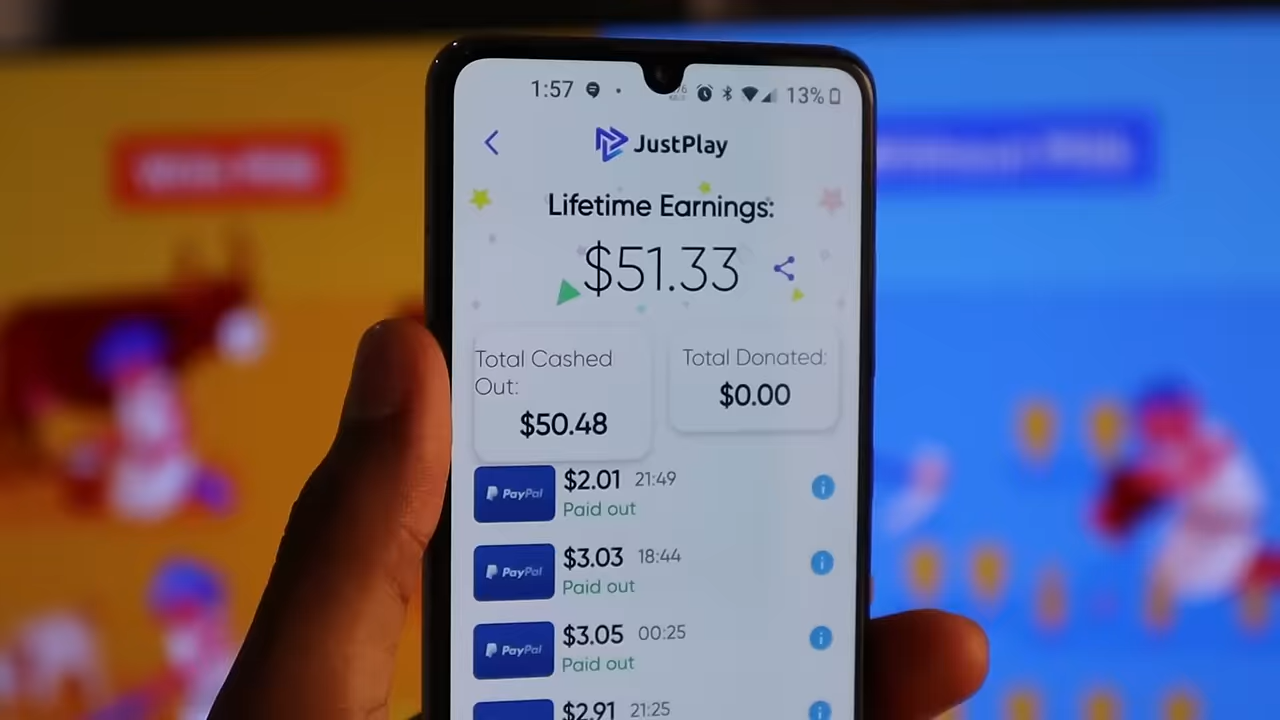 1:57 13%
JustPlay
Lifetime Earnings:
$51.33
Total Cashed
Out:
$50.48
Total Donated:
$0.00
PayPal $2.01 21:49
Paid out
PayPal $3.03 18:44
Paid out
PayPal $3.05 00:25
Paid out
$2.91 21:25